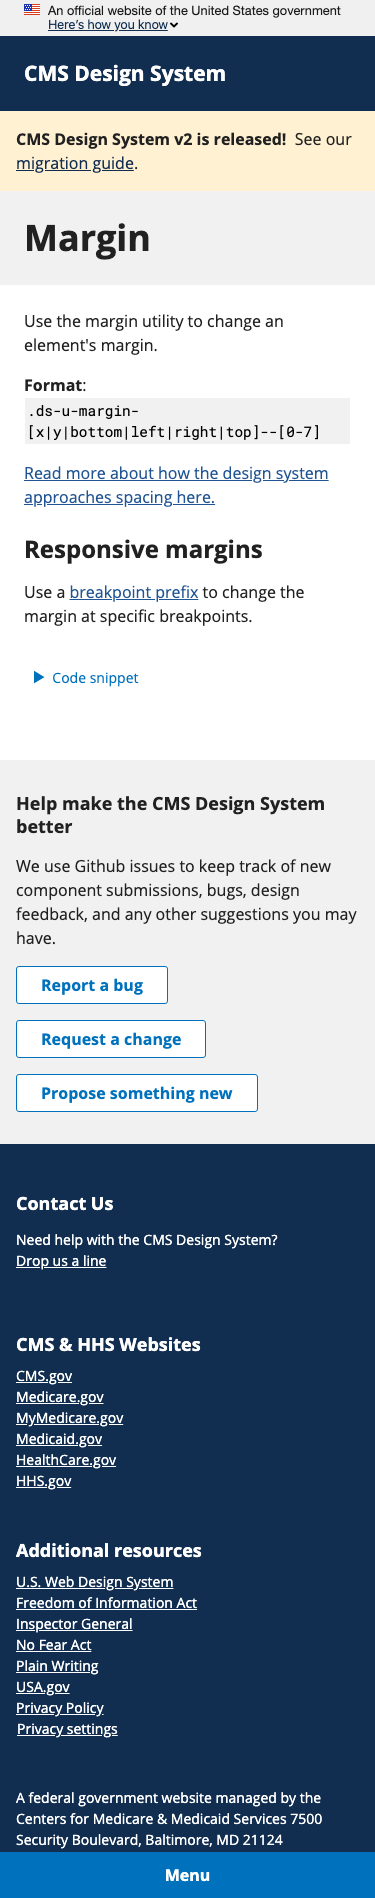 An official website of the United States government
Here's how you know
CMS Design System
CMS Design System v2 is released! See our
migration guide.
Margin
Use the margin utility to change an
element's margin.
Format:
.ds-u-margin-
[x|y|bottom|left|right|top]--[0-7]
Read more about how the design system
approaches spacing here.
Responsive margins
Use a breakpoint prefix to change the
margin at specific breakpoints.
Code snippet
Help make the CMS Design System
better
We use Github issues to keep track of new
component submissions, bugs, design
feedback, and any other suggestions you may
have.
Report a bug
Request a change
Propose something new
Contact Us
Need help with the CMS Design System?
Drop us a line
CMS & HHS Websites
CMS.gov
Medicare.gov
MyMedicare.gov
Medicaid.gov
HealthCare.gov
HHS.gov
Additional resources
U.S. Web Design System
Freedom of Information Act
Inspector General
No Fear Act
Plain Writing
USA.gov
Privacy Policy
Privacy settings
A federal government website managed by the
Centers for Medicare & Medicaid Services 7500
Security Boulevard, Baltimore, MD 21124
Menu